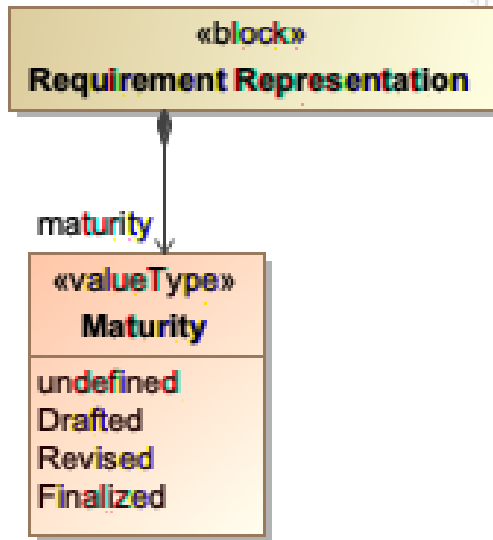 «block»
Requirement Representation
maturity
«valueType»
Maturity
undefined
Drafted
Revised
Finalized